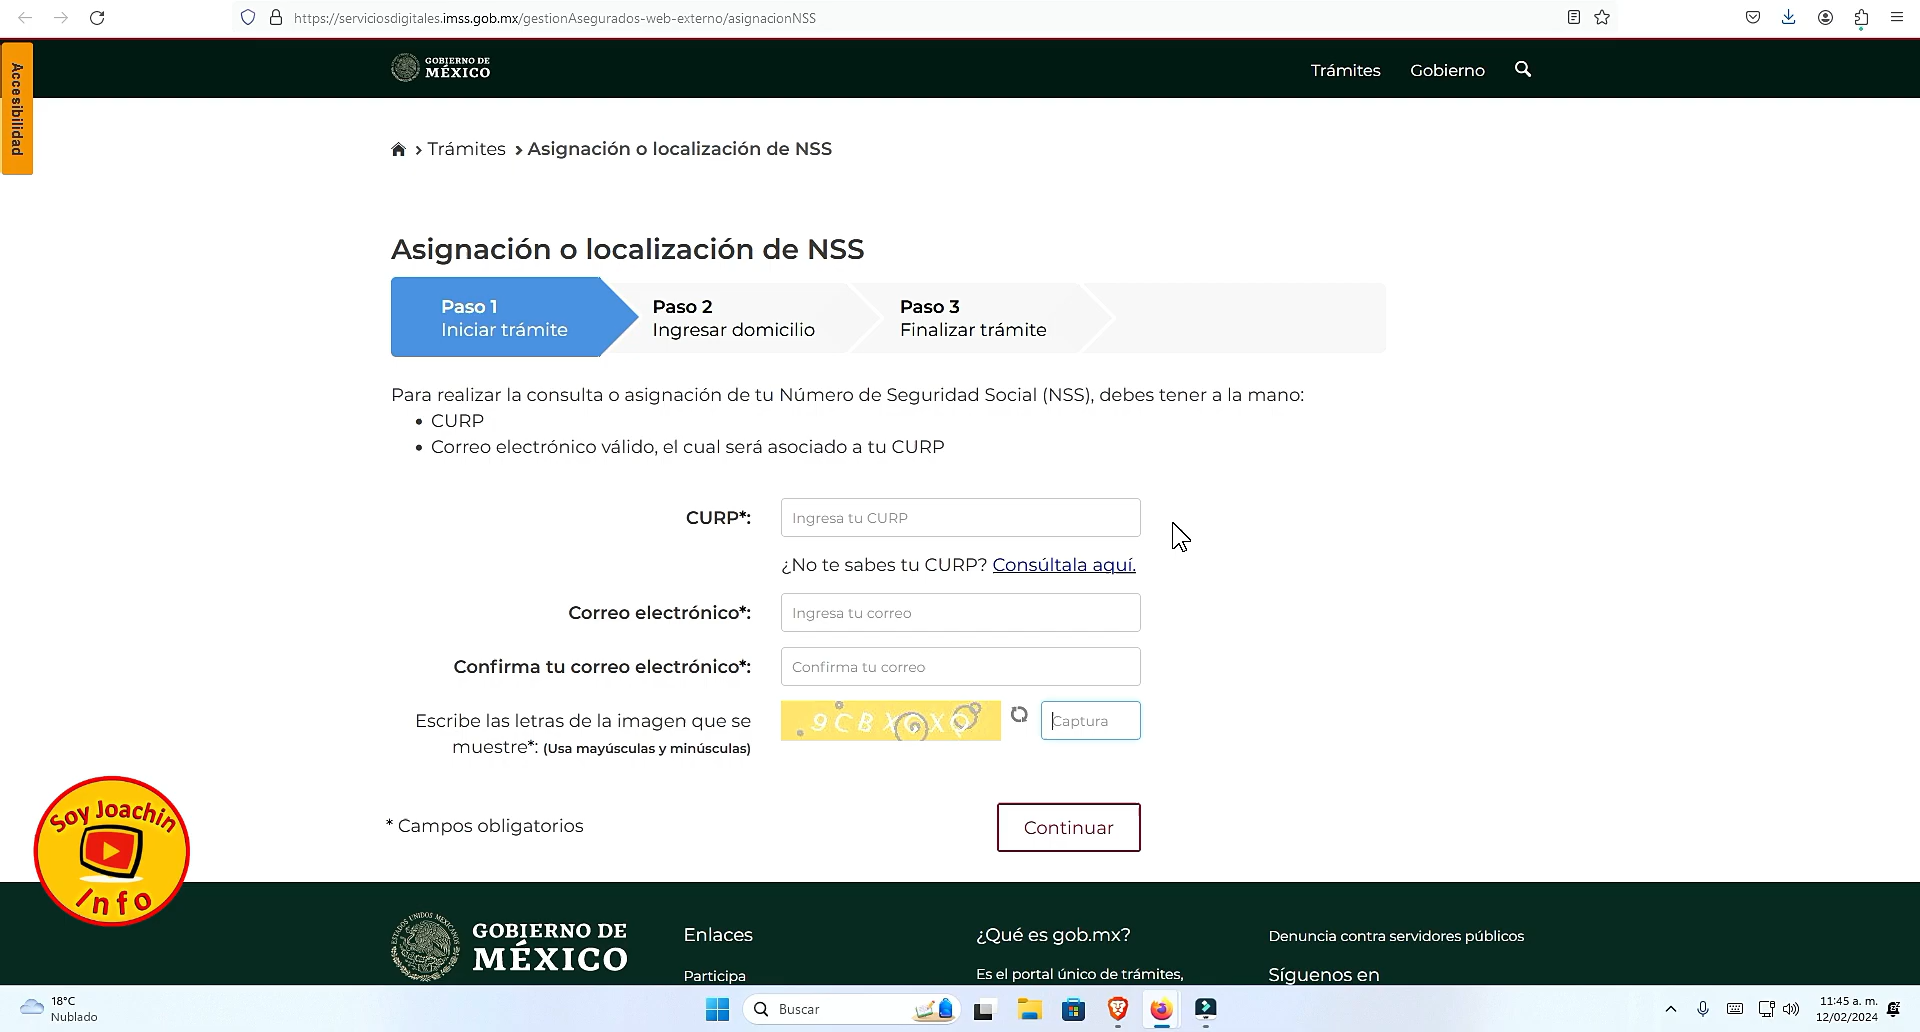 https://serviciosdigitales.imss.gob.mx/gestionAsegurados-web-externo/asignacionNSS
Accesibilidad
GOBIERNO DE
MÉXICO
Trámites
Gobierno
Trámites > Asignación o localización de NSS
Asignación o localización de NSS
Paso 1
Iniciar trámite
Paso 2
Ingresar domicilio
Paso 3
Finalizar trámite
Para realizar la consulta o asignación de tu Número de Seguridad Social (NSS), debes tener a la mano:
• CURP
• Correo electrónico válido, el cual será asociado a tu CURP
CURP*:
Ingresa tu CURP
¿No te sabes tu CURP? Consúltala aquí.
Correo electrónico*:
Ingresa tu correo
Confirma tu correo electrónico*:
Confirma tu correo
Escribe las letras de la imagen que se
muestre*: (Usa mayúsculas y minúsculas)
Captura
* Campos obligatorios
Continuar
Soy Joachin
Info
ESTADOS UNIDOS MEXICANOS
GOBIERNO DE
MÉXICO
Enlaces
Participa
¿Qué es gob.mx?
Es el portal único de trámites,
Denuncia contra servidores públicos
Síguenos en
18°C
Nublado
Buscar
11:45 a. m.
12/02/2024